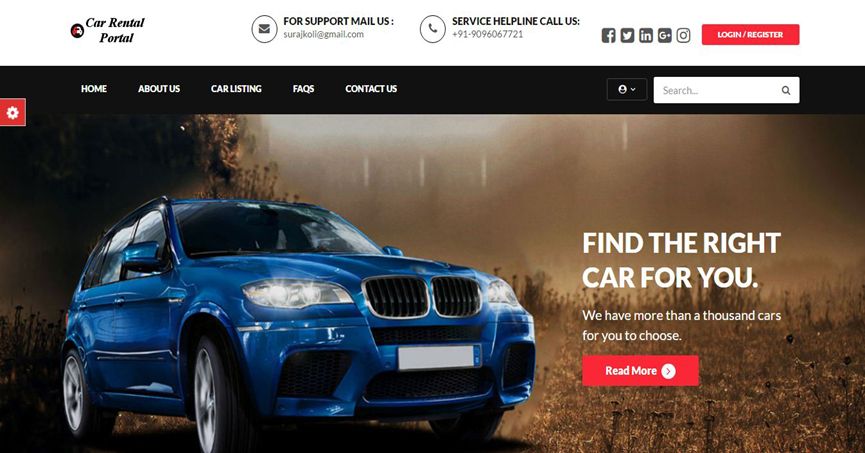 Car Rental
Portal
FOR SUPPORT MAIL US :
surajkoli@gmail.com
SERVICE HELPLINE CALL US:
+91-9096067721
LOGIN / REGISTER
HOME
ABOUT US
CAR LISTING
FAQS
CONTACT US
Search...
FIND THE RIGHT
CAR FOR YOU.
We have more than a thousand cars
for you to choose.
Read More